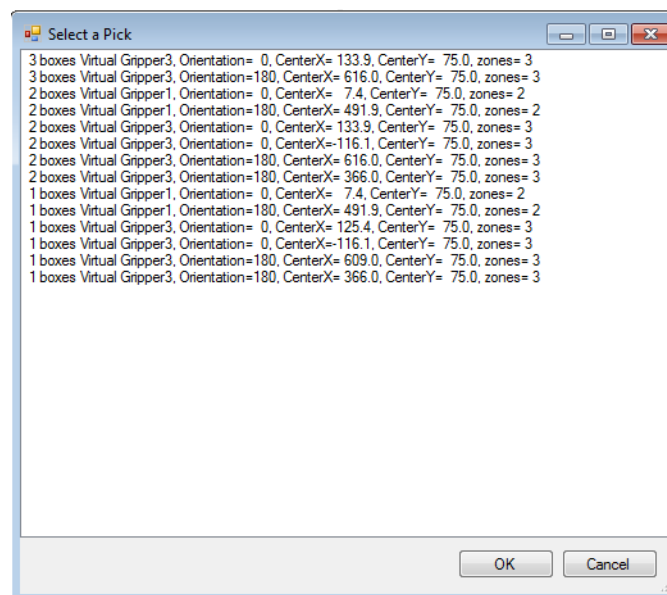 Select a Pick
3 boxes Virtual Gripper3, Orientation=  0, CenterX= 133.9, CenterY=  75.0, zones= 3
3 boxes Virtual Gripper3, Orientation=180, CenterX= 616.0, CenterY=  75.0, zones= 3
2 boxes Virtual Gripper1, Orientation=  0, CenterX=   7.4, CenterY=  75.0, zones= 2
2 boxes Virtual Gripper1, Orientation=180, CenterX= 491.9, CenterY=  75.0, zones= 2
2 boxes Virtual Gripper3, Orientation=  0, CenterX= 133.9, CenterY=  75.0, zones= 3
2 boxes Virtual Gripper3, Orientation=  0, CenterX=-116.1, CenterY=  75.0, zones= 3
2 boxes Virtual Gripper3, Orientation=180, CenterX= 616.0, CenterY=  75.0, zones= 3
2 boxes Virtual Gripper3, Orientation=180, CenterX= 366.0, CenterY=  75.0, zones= 3
1 boxes Virtual Gripper1, Orientation=  0, CenterX=   7.4, CenterY=  75.0, zones= 2
1 boxes Virtual Gripper1, Orientation=180, CenterX= 491.9, CenterY=  75.0, zones= 2
1 boxes Virtual Gripper3, Orientation=  0, CenterX= 125.4, CenterY=  75.0, zones= 3
1 boxes Virtual Gripper3, Orientation=  0, CenterX=-116.1, CenterY=  75.0, zones= 3
1 boxes Virtual Gripper3, Orientation=180, CenterX= 609.0, CenterY=  75.0, zones= 3
1 boxes Virtual Gripper3, Orientation=180, CenterX= 366.0, CenterY=  75.0, zones= 3
OK Cancel